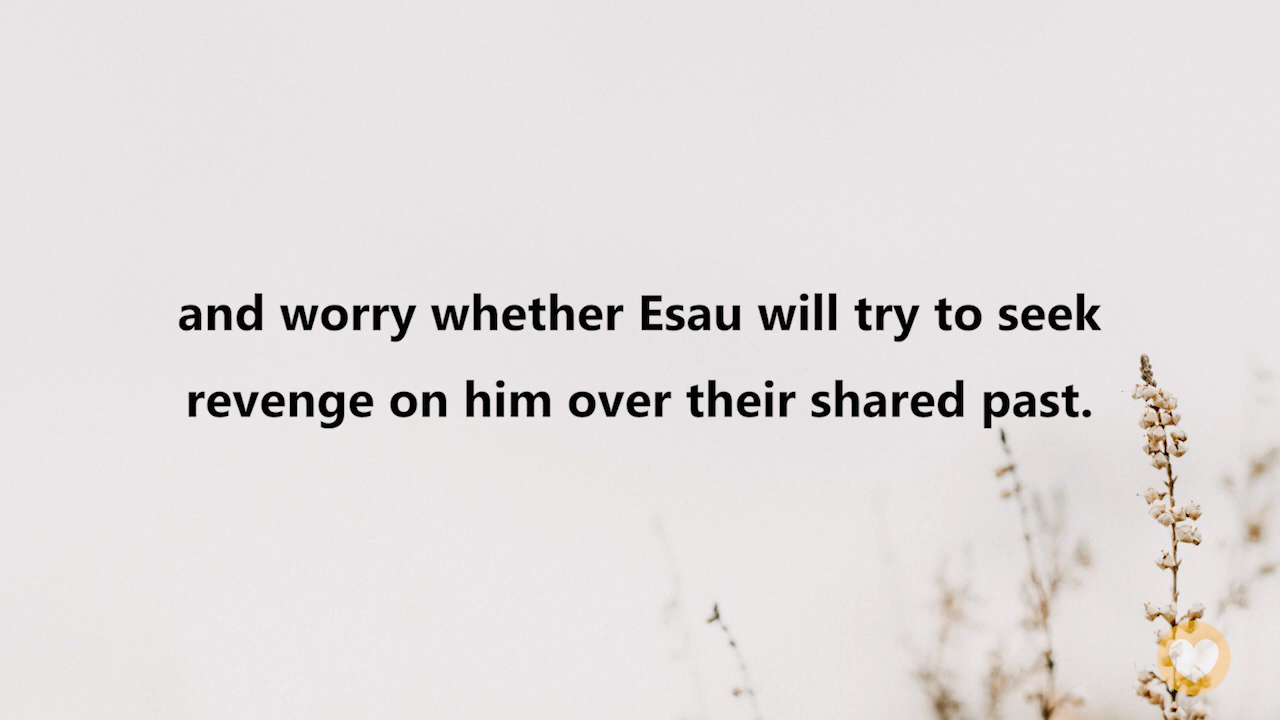 and worry whether Esau will try to seek
revenge on him over their shared past.